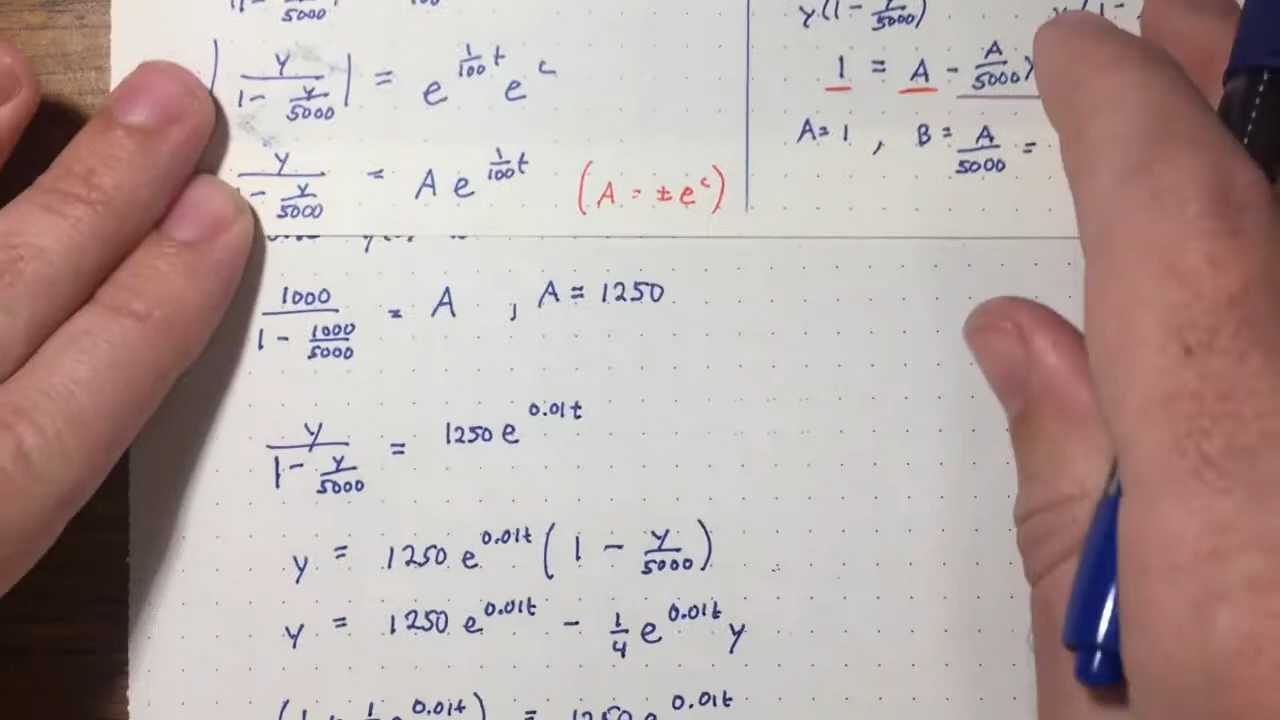 | y / (1 - y/5000) | = e^(1/100 t) e^c
y / (- y/5000) = A e^(1/100 t) (A = ± e^c)
y(1 - y/5000)
1 = A - A/5000 y
A = 1 , B = A/5000 =
1000 / (1 - 1000/5000) = A , A = 1250
y / (1 - y/5000) = 1250 e^(0.01t)
y = 1250 e^(0.01t) (1 - y/5000)
y = 1250 e^(0.01t) - 1/4 e^(0.01t) y